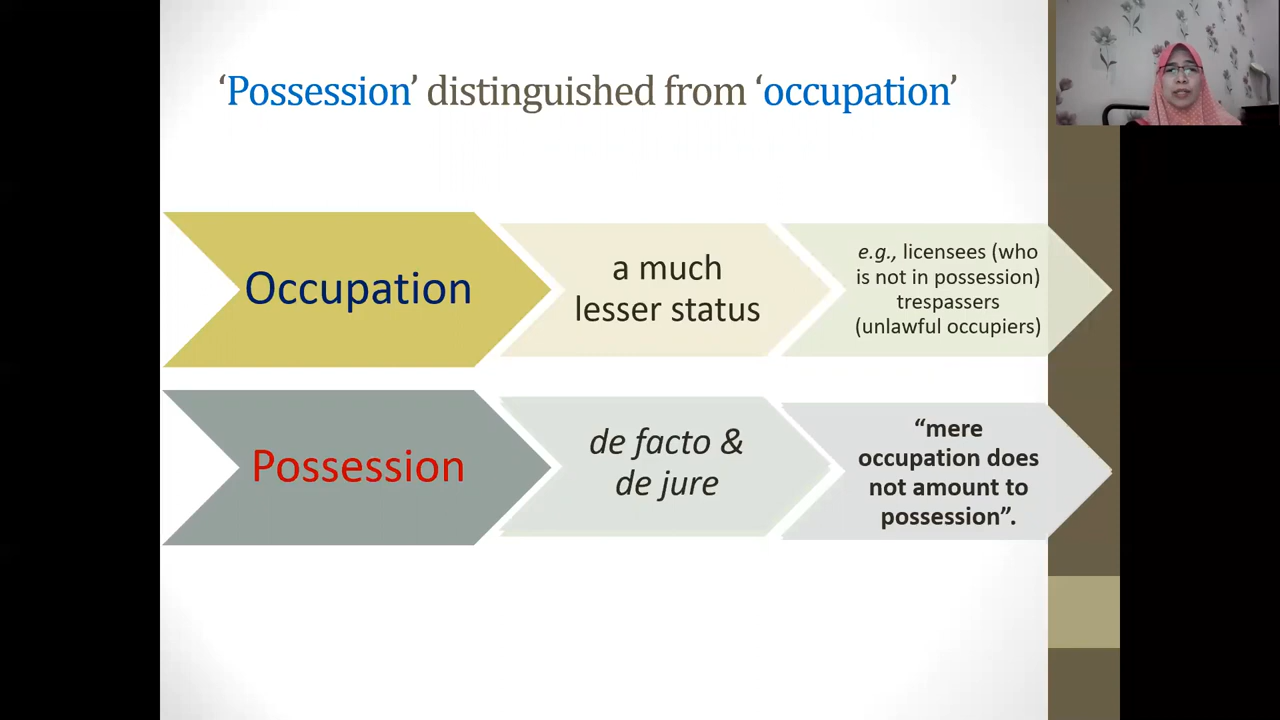 ‘Possession’ distinguished from ‘occupation’
Occupation
a much
lesser status
e.g., licensees (who
is not in possession)
trespassers
(unlawful occupiers)
Possession
de facto &
de jure
“mere
occupation does
not amount to
possession”.